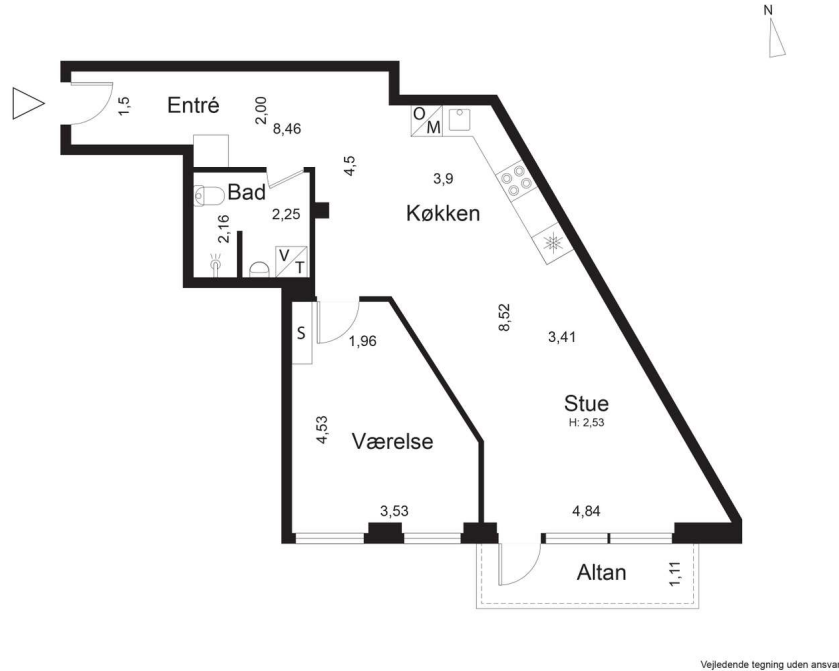 N
1,5
Entré
2,00
8,46
O
M
4,5
3,9
Køkken
Bad
2,16
2,25
V
T
S
1,96
8,52
3,41
Stue
H: 2,53
4,53
Værelse
3,53
4,84
Altan
1,11